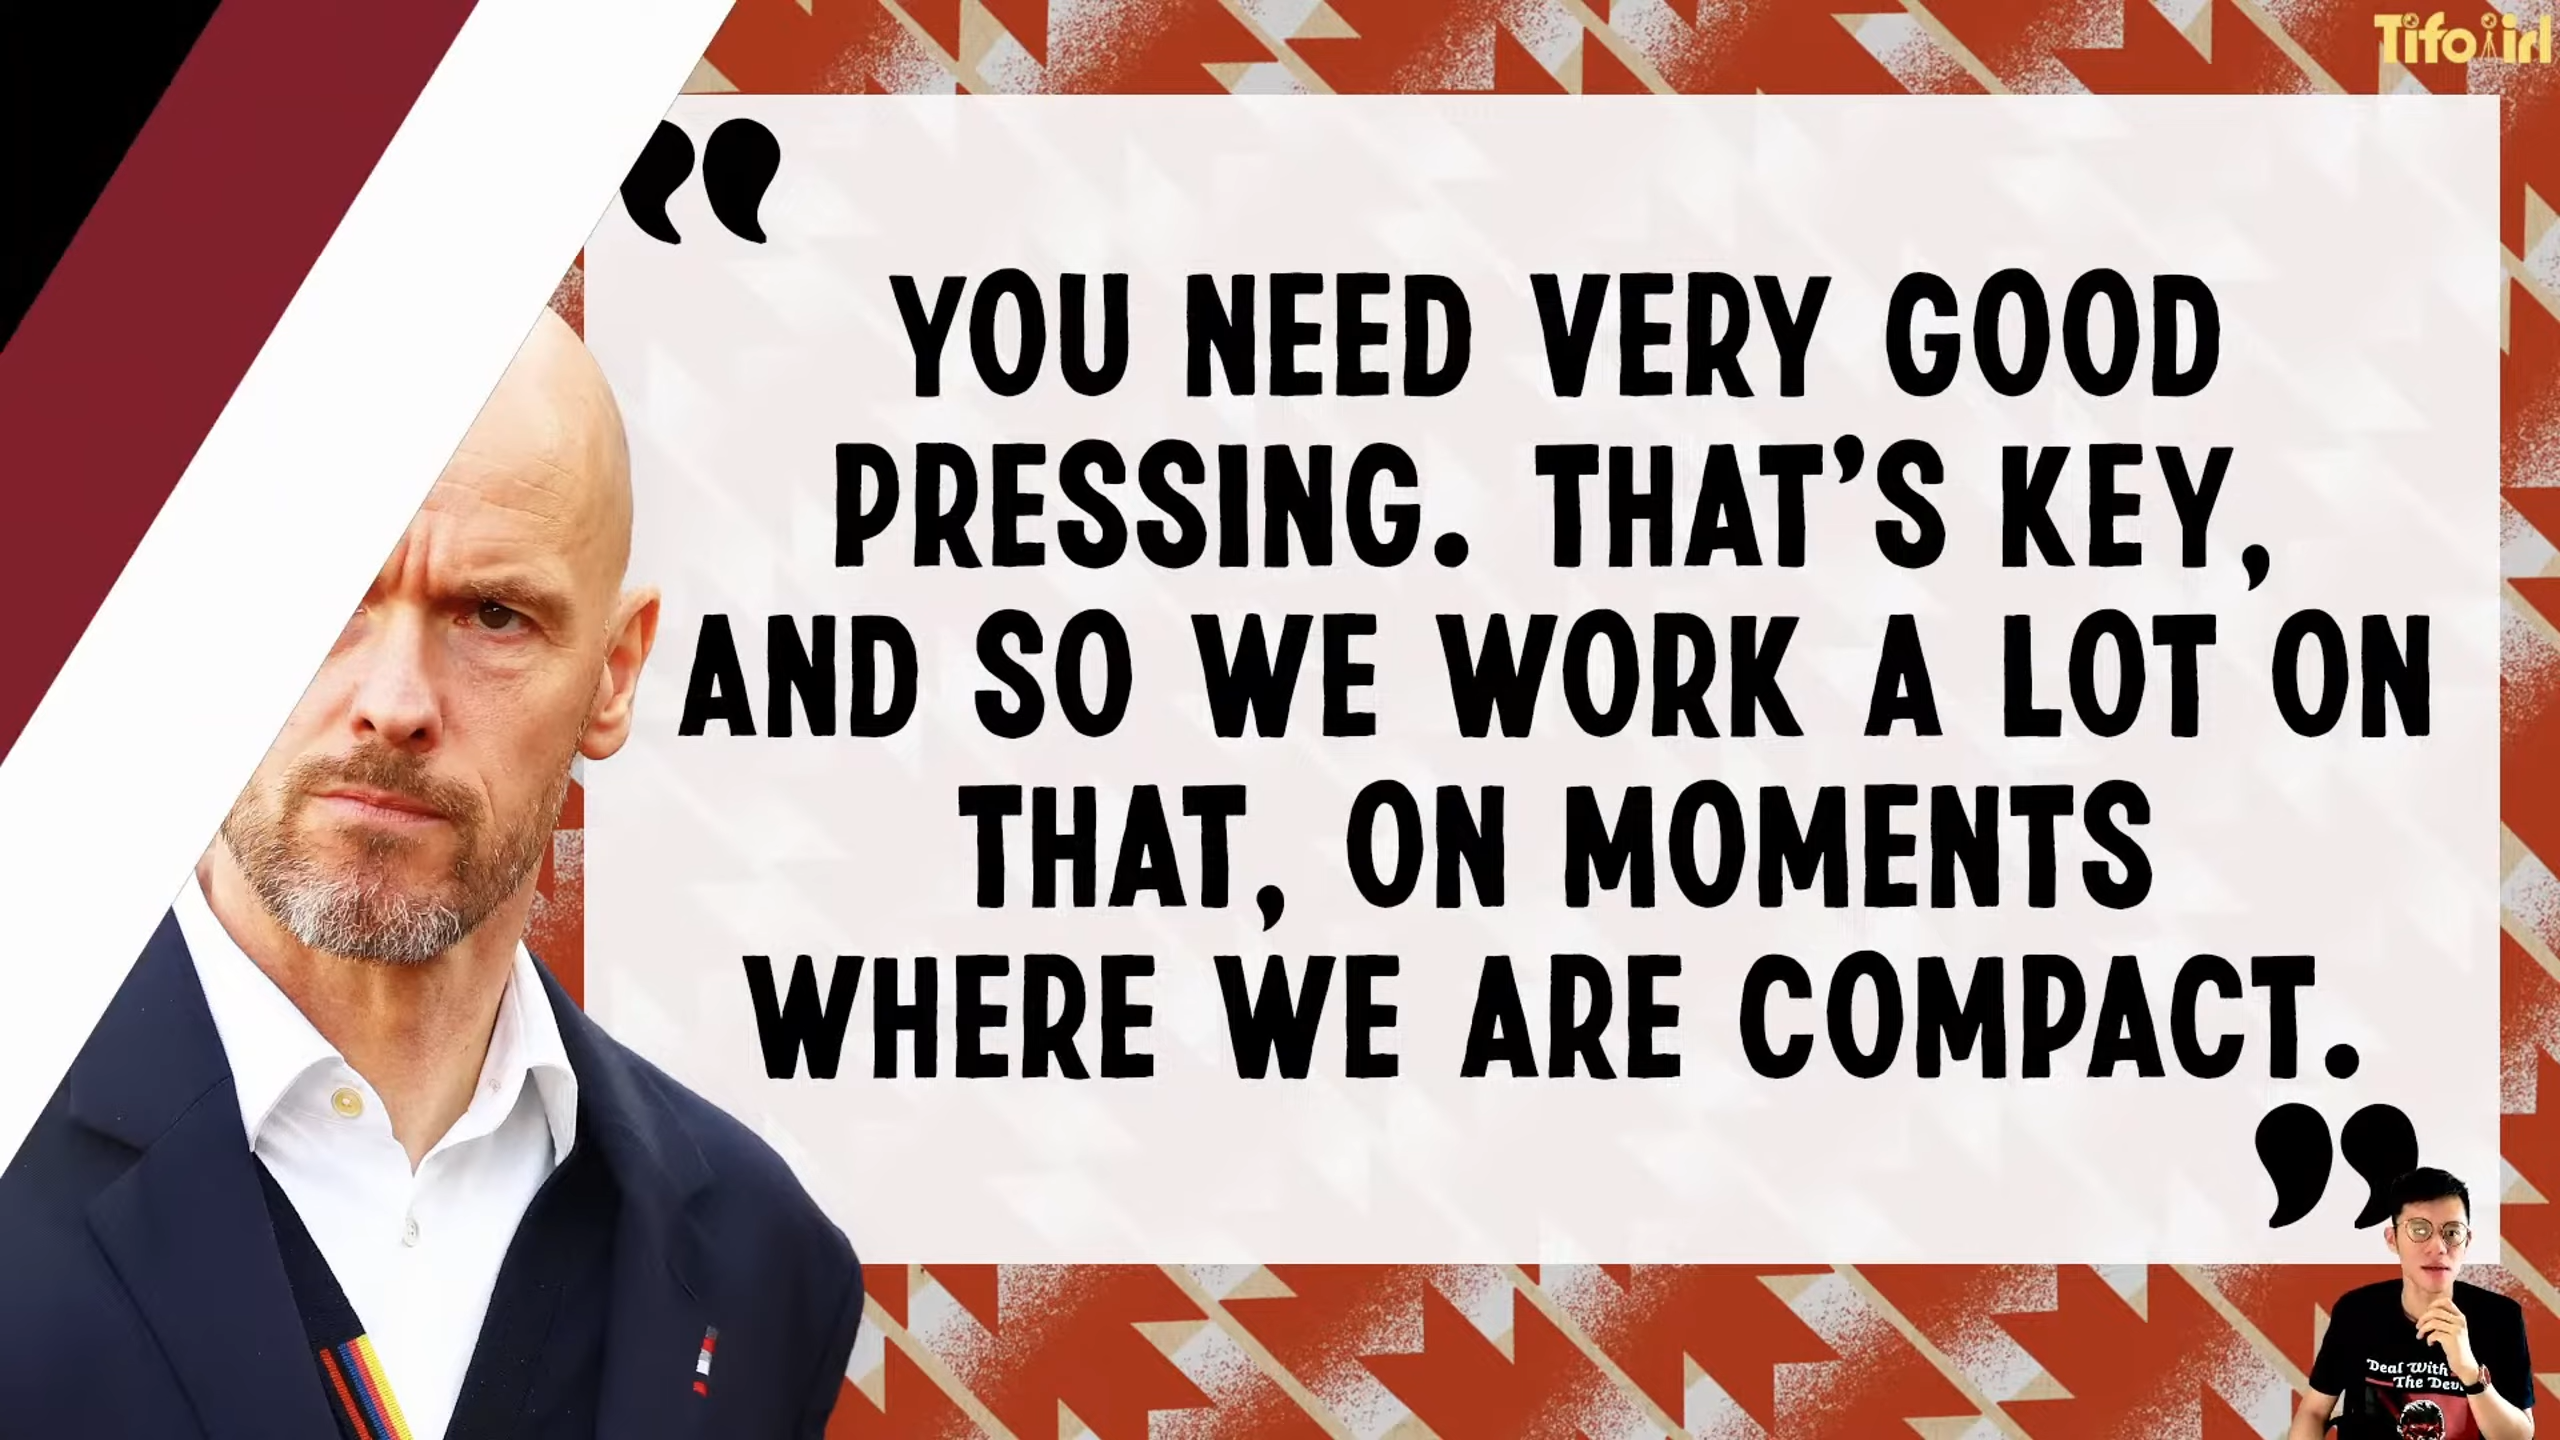 Tifo irl
“
YOU NEED VERY GOOD
PRESSING. THAT’S KEY,
AND SO WE WORK A LOT ON
THAT, ON MOMENTS
WHERE WE ARE COMPACT.
”
Deal With
The Devi